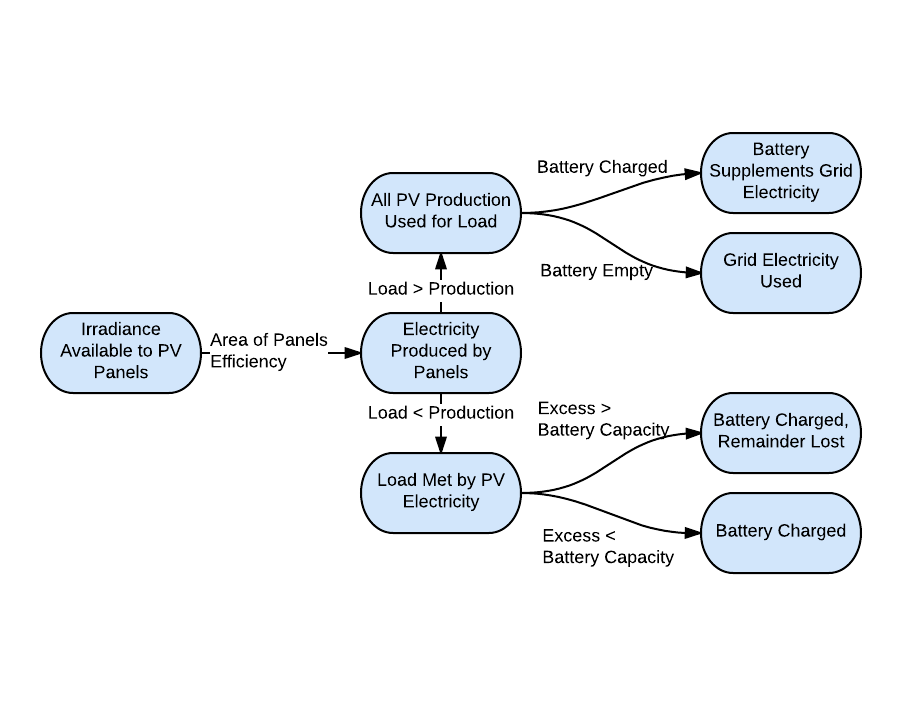 Irradiance
Available to PV
Panels
Area of Panels
Efficiency
Electricity
Produced by
Panels
Load > Production
All PV Production
Used for Load
Battery Charged
Battery
Supplements Grid
Electricity
Battery Empty
Grid Electricity
Used
Load < Production
Load Met by PV
Electricity
Excess >
Battery Capacity
Battery Charged,
Remainder Lost
Excess <
Battery Capacity
Battery Charged